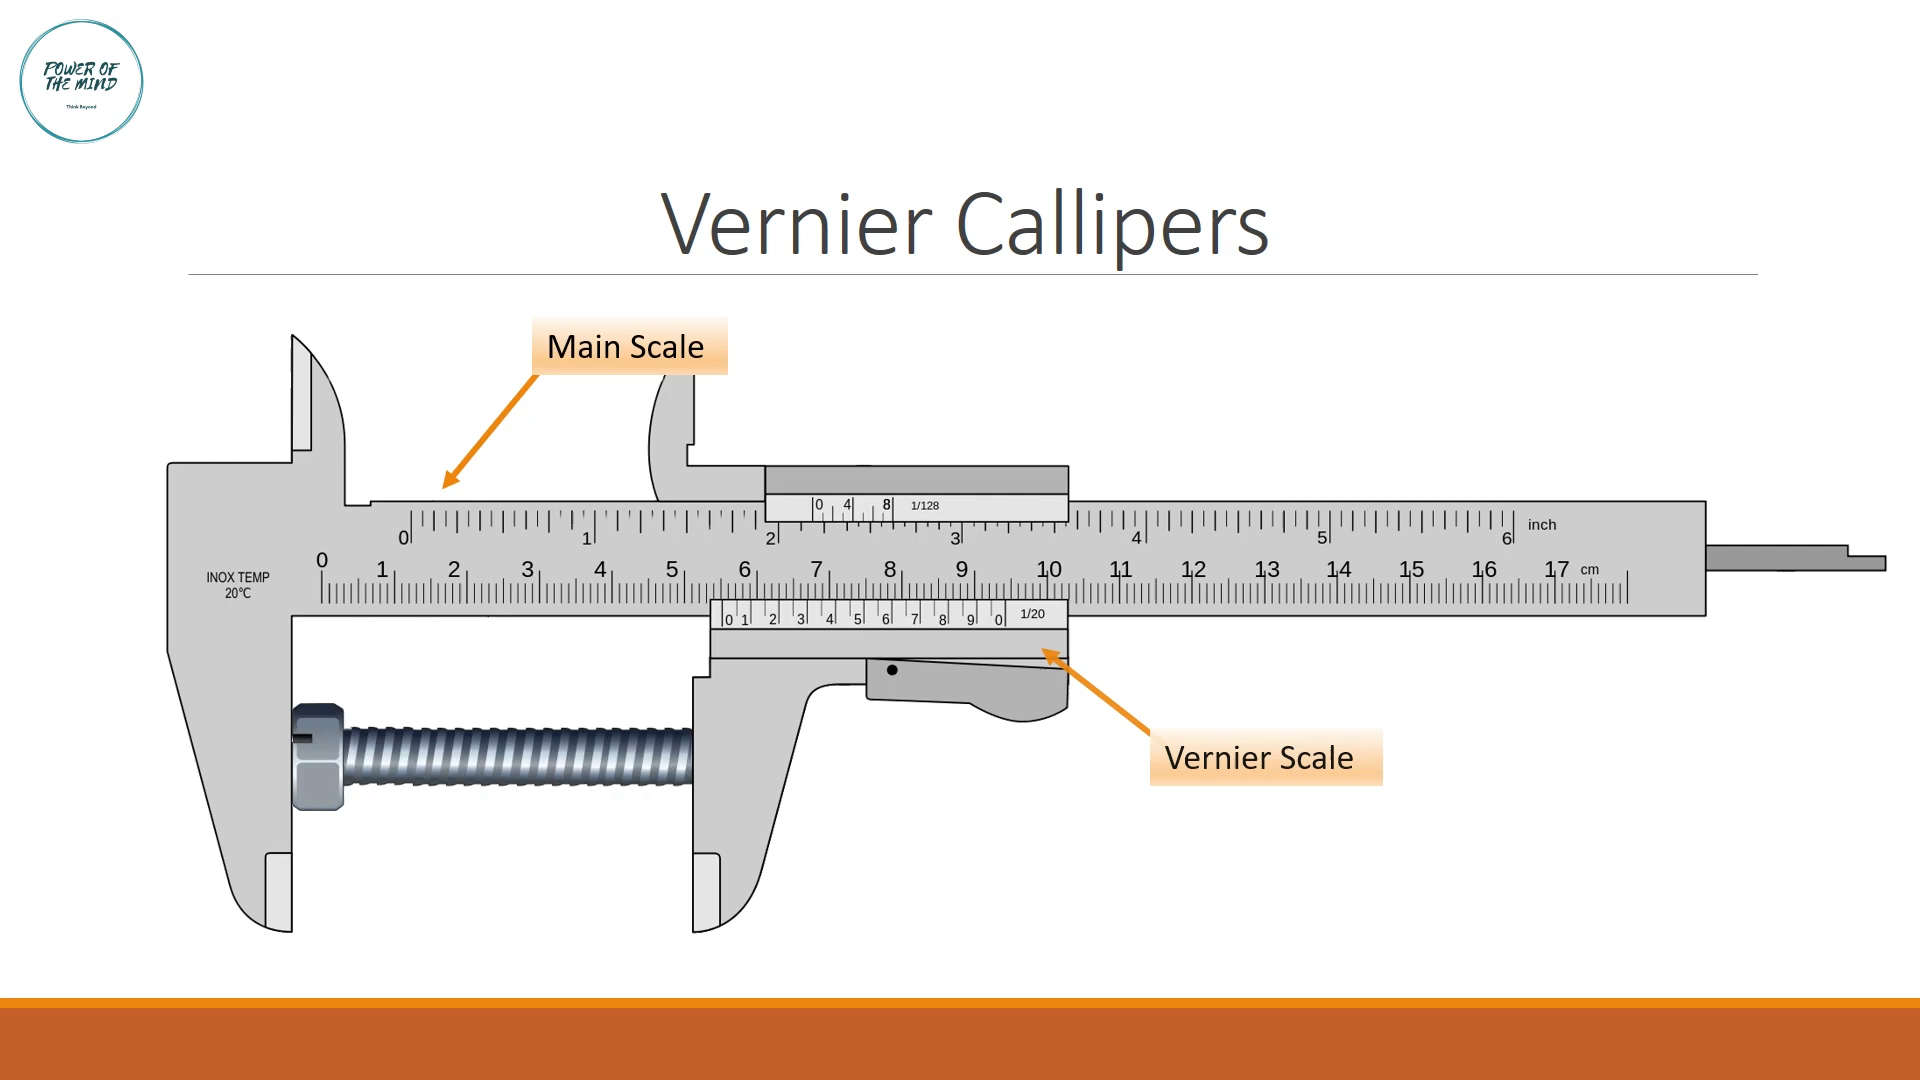 POWER OF
THE MIND
Think Beyond
Vernier Callipers
Main Scale
0 4 8 1/128
0 1 2 3 4 5 6 inch
0 1 2 3 4 5 6 7 8 9 10 11 12 13 14 15 16 17 cm
INOX TEMP
20℃
0 1 2 3 4 5 6 7 8 9 0 1/20
Vernier Scale